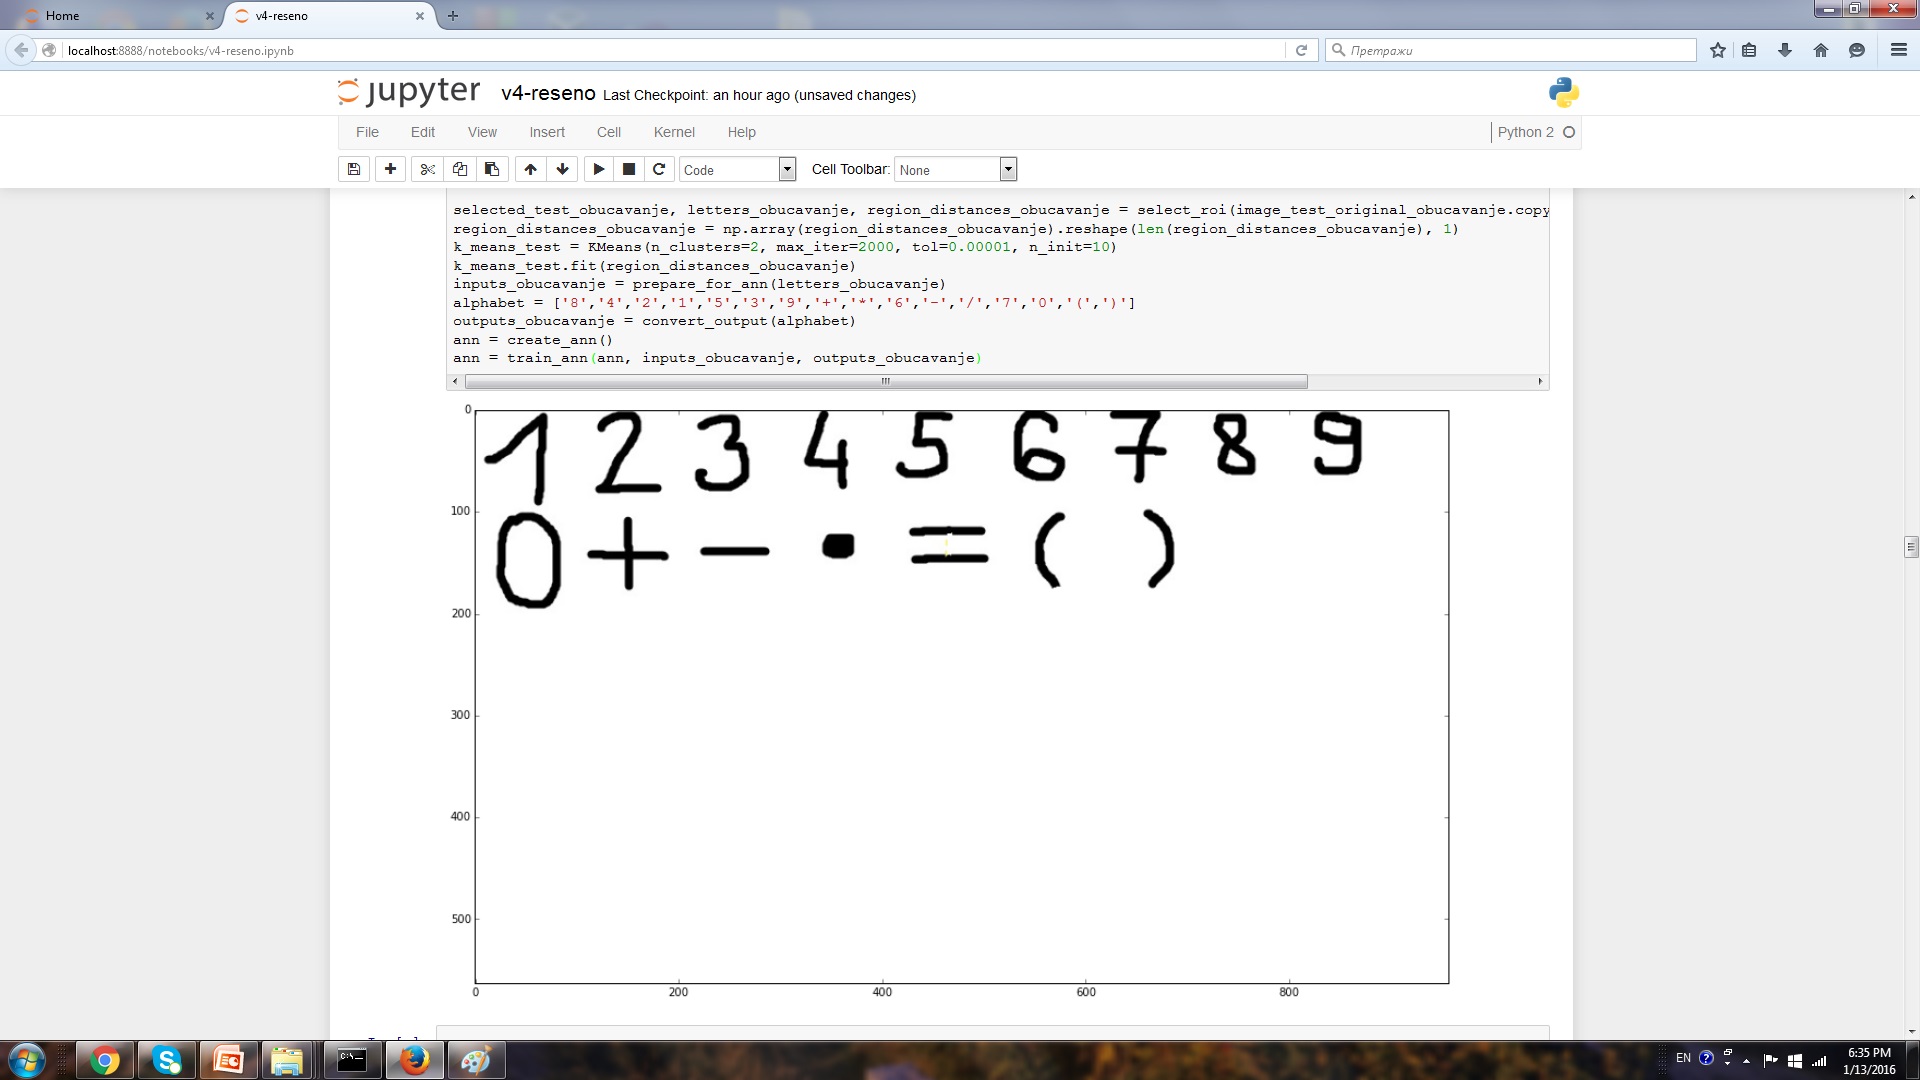 Home
v4-reseno
localhost:8888/notebooks/v4-reseno.ipynb
Претражи
jupyter v4-reseno Last Checkpoint: an hour ago (unsaved changes)
File Edit View Insert Cell Kernel Help
Python 2
Code
Cell Toolbar: None
selected_test_obucavanje, letters_obucavanje, region_distances_obucavanje = select_roi(image_test_original_obucavanje.copy
region_distances_obucavanje = np.array(region_distances_obucavanje).reshape(len(region_distances_obucavanje), 1)
k_means_test = KMeans(n_clusters=2, max_iter=2000, tol=0.00001, n_init=10)
k_means_test.fit(region_distances_obucavanje)
inputs_obucavanje = prepare_for_ann(letters_obucavanje)
alphabet = ['8','4','2','1','5','3','9','+','*','6','-','/','7','0','(',')']
outputs_obucavanje = convert_output(alphabet)
ann = create_ann()
ann = train_ann(ann, inputs_obucavanje, outputs_obucavanje)
0
1 2 3 4 5 6 7 8 9
100
0 + - ▪ = ( )
200
300
400
500
0 200 400 600 800
EN
6:35 PM
1/13/2016